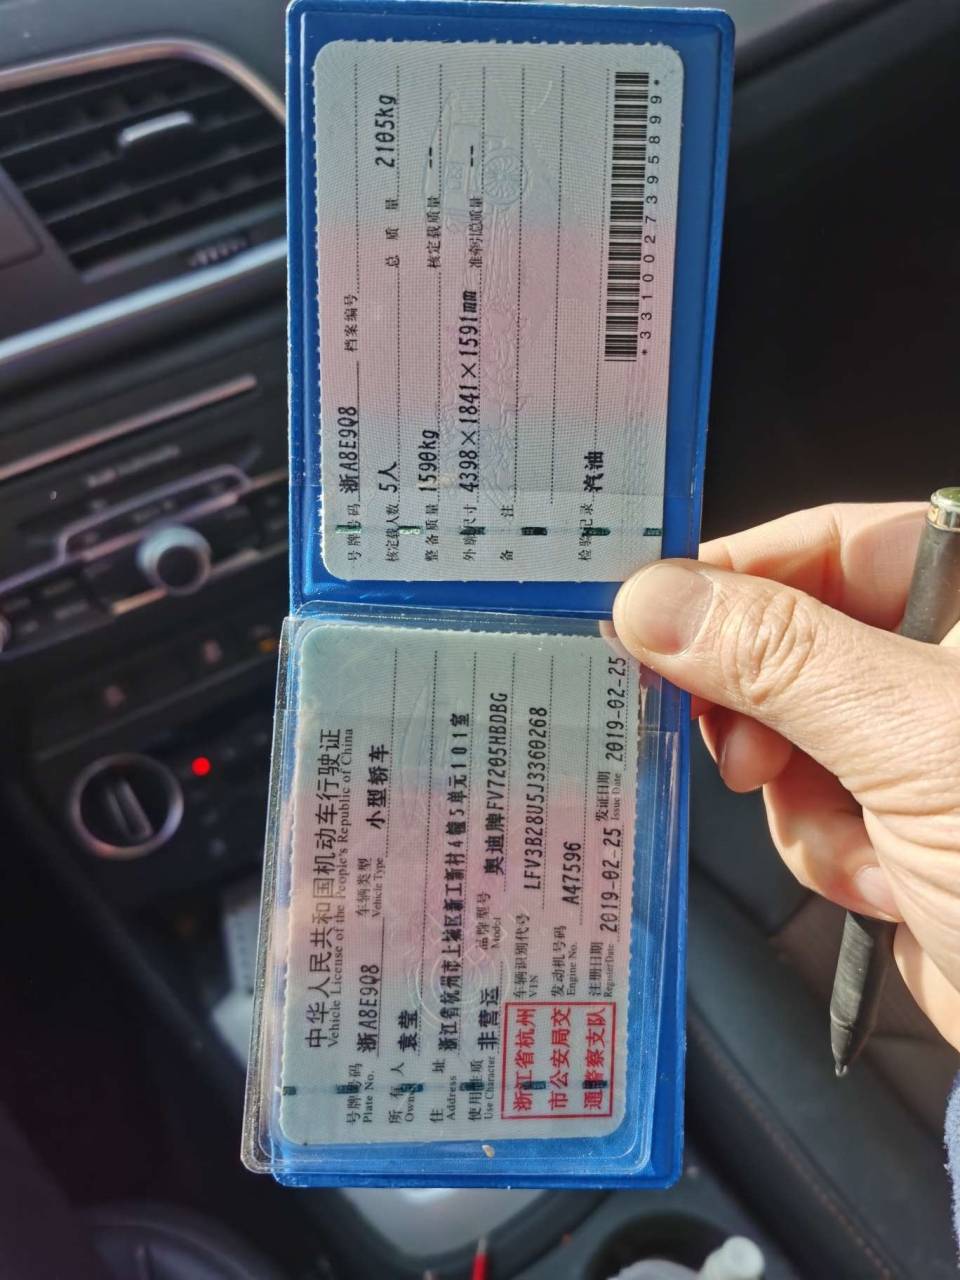 中华人民共和国机动车行驶证
Vehicle License of the People's Republic of China
号牌号码 浙A8E9Q8 车辆类型 小型轿车
Plate No. Vehicle Type
所有人 袁莹
Owner
住址 浙江省杭州市上城区新工新村4幢5单元101室
Address
使用性质 非营运 品牌型号 奥迪牌FV7205HBDBG
Use Character Model
浙江省杭州
市公安局交
通警察支队
车辆识别代号 LFV3B28U5J3360268
VIN
发动机号码 A47596
Engine No.
注册日期 2019-02-25 发证日期 2019-02-25
Register Date Issue Date
号牌号码 浙A8E9Q8 档案编号
核定载人数 5人 总质量 2105kg
整备质量 1590kg 核定载质量 --
外廓尺寸 4398×1841×1591mm 准牵引总质量 --
备注
检验记录 汽油
*3310027395899*